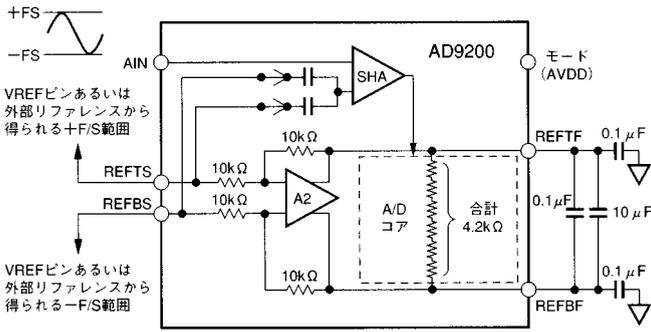 +FS
−FS
AIN
AD9200
SHA
モード
(AVDD)
VREFピンあるいは
外部リファレンスから
得られる＋F/S範囲
10kΩ
REFTF
0.1μF
REFTS
10kΩ
A2
A/D
コア
合計
4.2kΩ
0.1μF
10μF
REFBS
10kΩ
VREFピンあるいは
外部リファレンスから
得られる−F/S範囲
10kΩ
0.1μF
REFBF